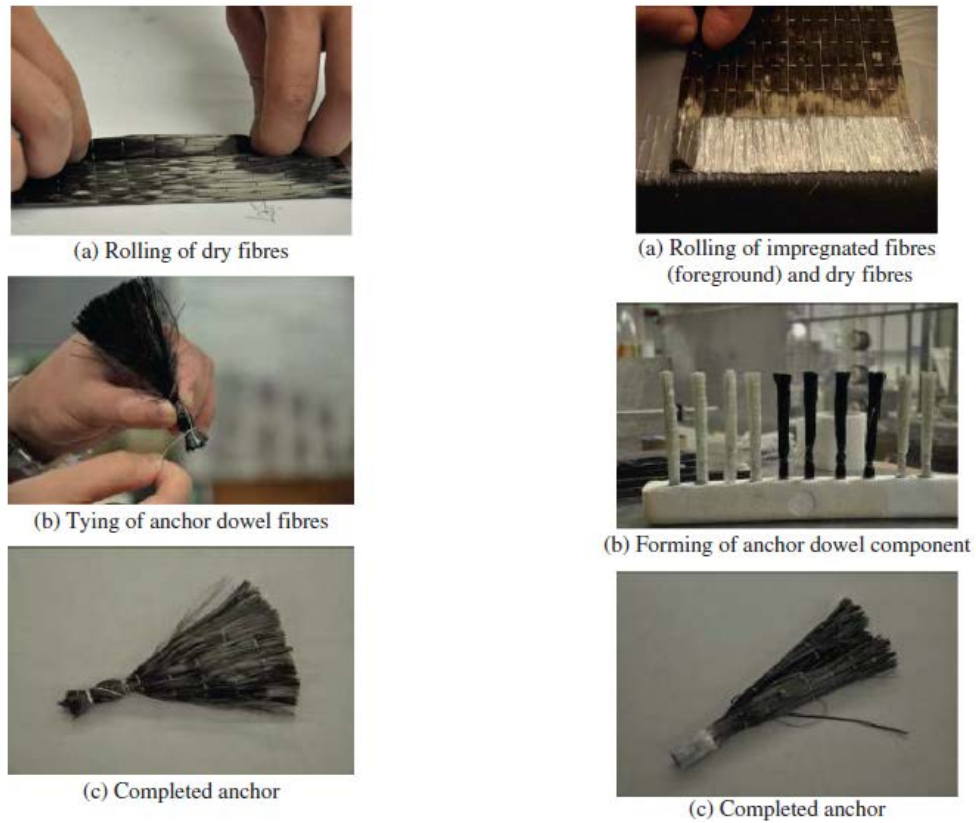 (a) Rolling of dry fibres
(b) Tying of anchor dowel fibres
(c) Completed anchor
(a) Rolling of impregnated fibres
(foreground) and dry fibres
(b) Forming of anchor dowel component
(c) Completed anchor